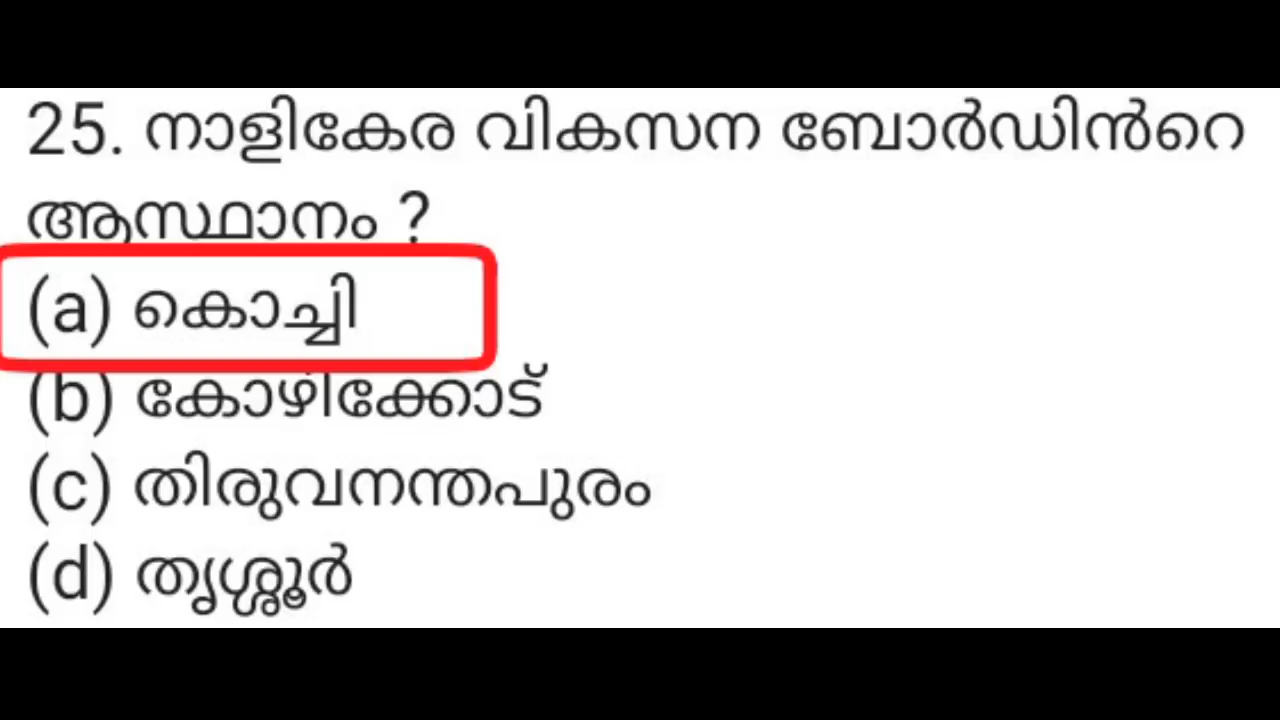 25. നാളികേര വികസന ബോർഡിൻറെ
ആസ്ഥാനം ?
(a) കൊച്ചി
(b) കോഴിക്കോട്
(c) തിരുവനന്തപുരം
(d) തൃശ്ശൂർ